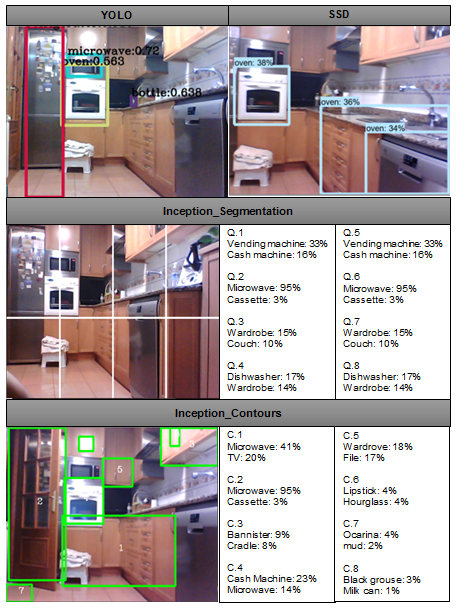 YOLO
SSD
microwave:0.72
oven:0.563
bottle:0.638
oven: 38%
oven: 36%
oven: 34%
Inception_Segmentation
Q.1
Vending machine: 33%
Cash machine: 16%
Q.2
Microwave: 95%
Cassette: 3%
Q.3
Wardrobe: 15%
Couch: 10%
Q.4
Dishwasher: 17%
Wardrobe: 14%
Q.5
Vending machine: 33%
Cash machine: 16%
Q.6
Microwave: 95%
Cassette: 3%
Q.7
Wardrobe: 15%
Couch: 10%
Q.8
Dishwasher: 17%
Wardrobe: 14%
Inception_Contours
2
5
3
1
7
C.1
Microwave: 41%
TV: 20%
C.2
Microwave: 95%
Cassette: 3%
C.3
Bannister: 9%
Cradle: 8%
C.4
Cash Machine: 23%
Microwave: 14%
C.5
Wardrove: 18%
File: 17%
C.6
Lipstick: 4%
Hourglass: 4%
C.7
Ocarina: 4%
mud: 2%
C.8
Black grouse: 3%
Milk can: 1%